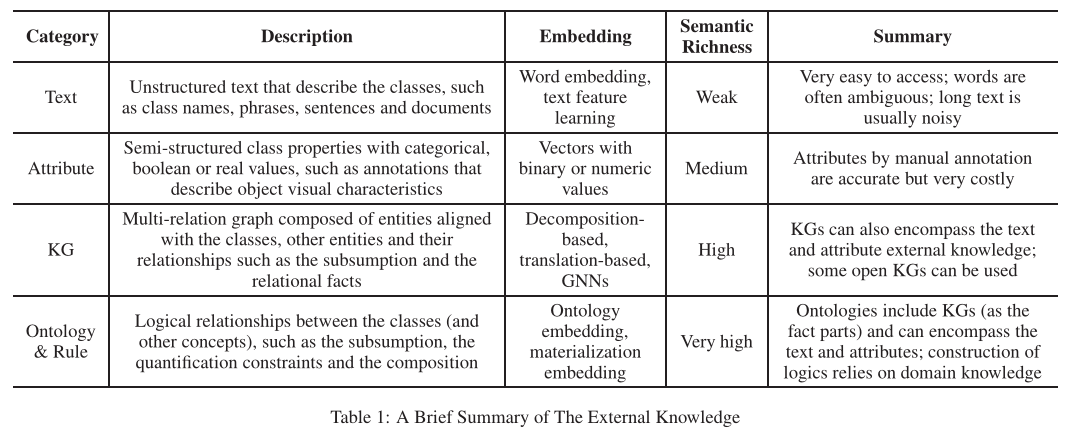 Category Description Embedding Semantic Richness Summary
Text
Unstructured text that describe the classes, such
as class names, phrases, sentences and documents
Word embedding,
text feature
learning
Weak
Very easy to access; words are
often ambiguous; long text is
usually noisy
Attribute
Semi-structured class properties with categorical,
boolean or real values, such as annotations that
describe object visual characteristics
Vectors with
binary or numeric
values
Medium
Attributes by manual annotation
are accurate but very costly
KG
Multi-relation graph composed of entities aligned
with the classes, other entities and their
relationships such as the subsumption and the
relational facts
Decomposition-
based,
translation-based,
GNNs
High
KGs can also encompass the text
and attribute external knowledge;
some open KGs can be used
Ontology
& Rule
Logical relationships between the classes (and
other concepts), such as the subsumption, the
quantification constraints and the composition
Ontology
embedding,
materialization
embedding
Very high
Ontologies include KGs (as the
fact parts) and can encompass the
text and attributes; construction of
logics relies on domain knowledge
Table 1: A Brief Summary of The External Knowledge